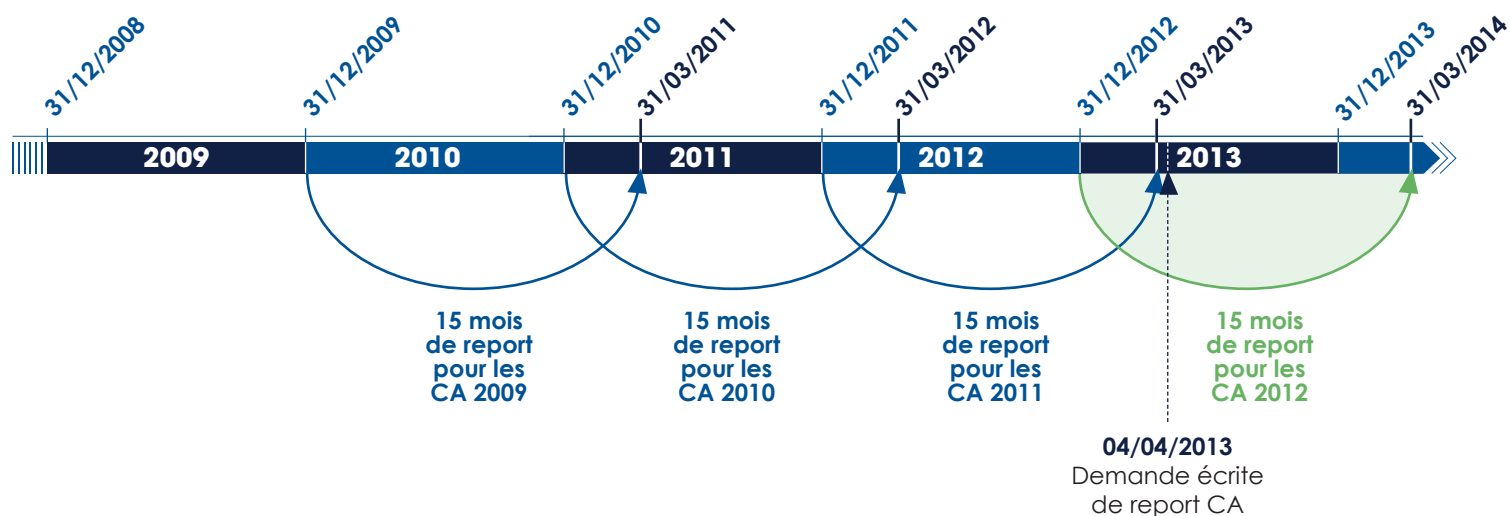 31/12/2008
31/12/2009
31/12/2010
31/03/2011
31/12/2011
31/03/2012
31/12/2012
31/03/2013
31/12/2013
31/03/2014
2009
2010
2011
2012
2013
15 mois
de report
pour les
CA 2009
15 mois
de report
pour les
CA 2010
15 mois
de report
pour les
CA 2011
15 mois
de report
pour les
CA 2012
04/04/2013
Demande écrite
de report CA